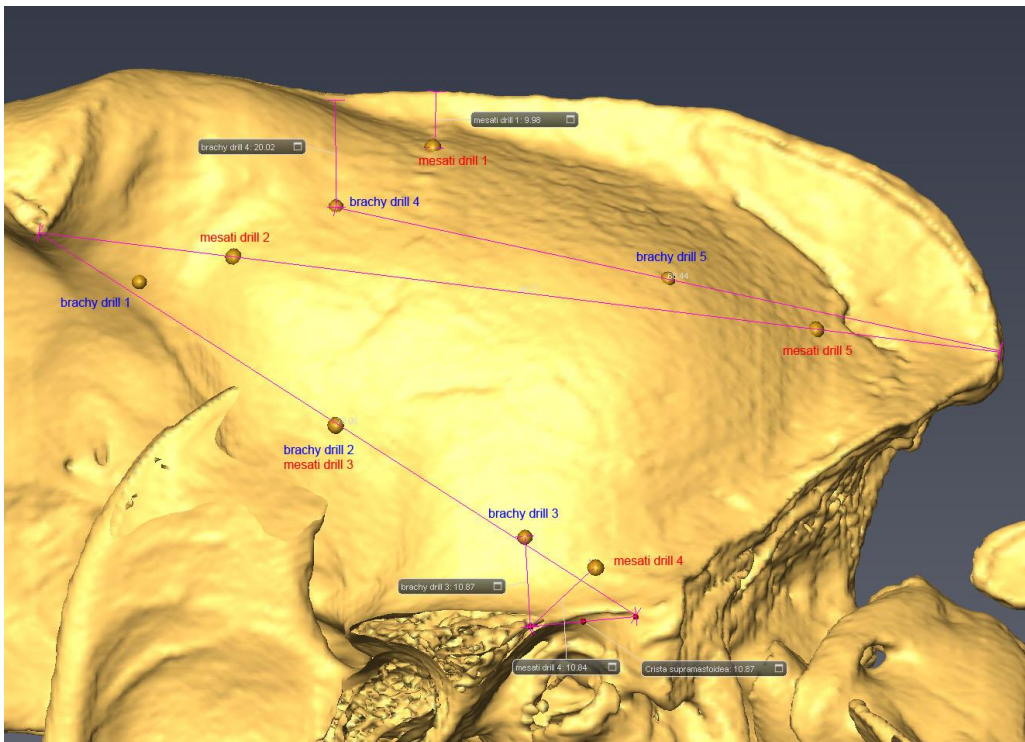 mesati drill 1: 9.98
brachy drill 4: 20.02
mesati drill 1
brachy drill 4
mesati drill 2
brachy drill 5
brachy drill 1
mesati drill 5
brachy drill 2
mesati drill 3
brachy drill 3
mesati drill 4
brachy drill 3: 10.87
mesati drill 4: 10.84
Crista supramastoidea: 10.87